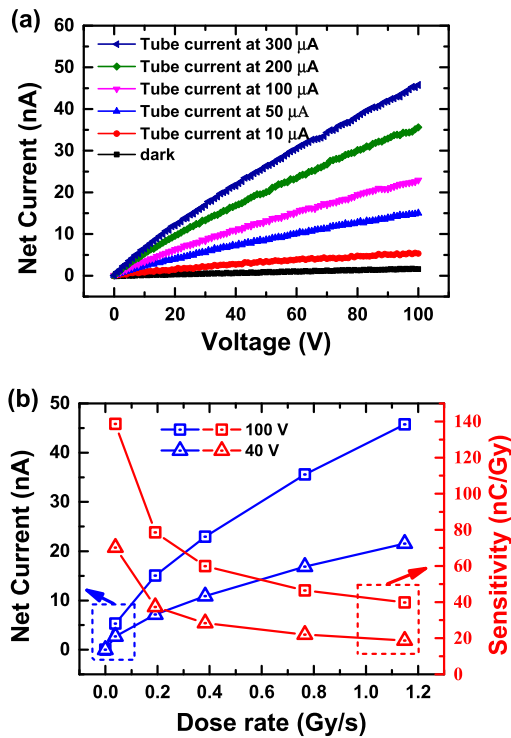 (a)
60
50
40
30
20
10
0
Net Current (nA)
Tube current at 300 μA
Tube current at 200 μA
Tube current at 100 μA
Tube current at 50 μA
Tube current at 10 μA
dark
0 20 40 60 80 100
Voltage (V)
(b)
50
40
30
20
10
0
Net Current (nA)
100 V
40 V
140
120
100
80
60
40
20
0
Sensitivity (nC/Gy)
0.0 0.2 0.4 0.6 0.8 1.0 1.2
Dose rate (Gy/s)